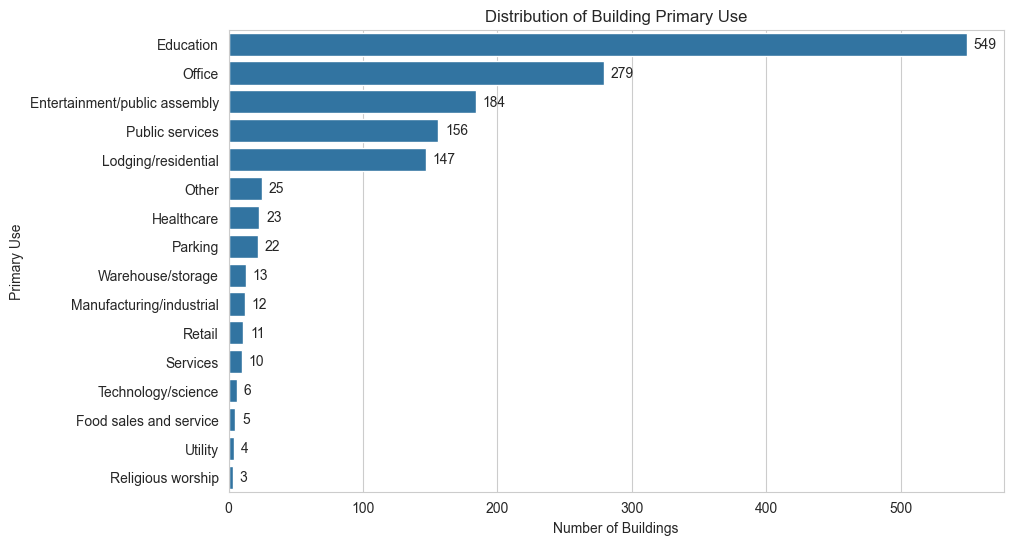 Distribution of Building Primary Use
Education 549
Office 279
Entertainment/public assembly 184
Public services 156
Lodging/residential 147
Other 25
Healthcare 23
Parking 22
Warehouse/storage 13
Manufacturing/industrial 12
Retail 11
Services 10
Technology/science 6
Food sales and service 5
Utility 4
Religious worship 3
Primary Use
0 100 200 300 400 500
Number of Buildings